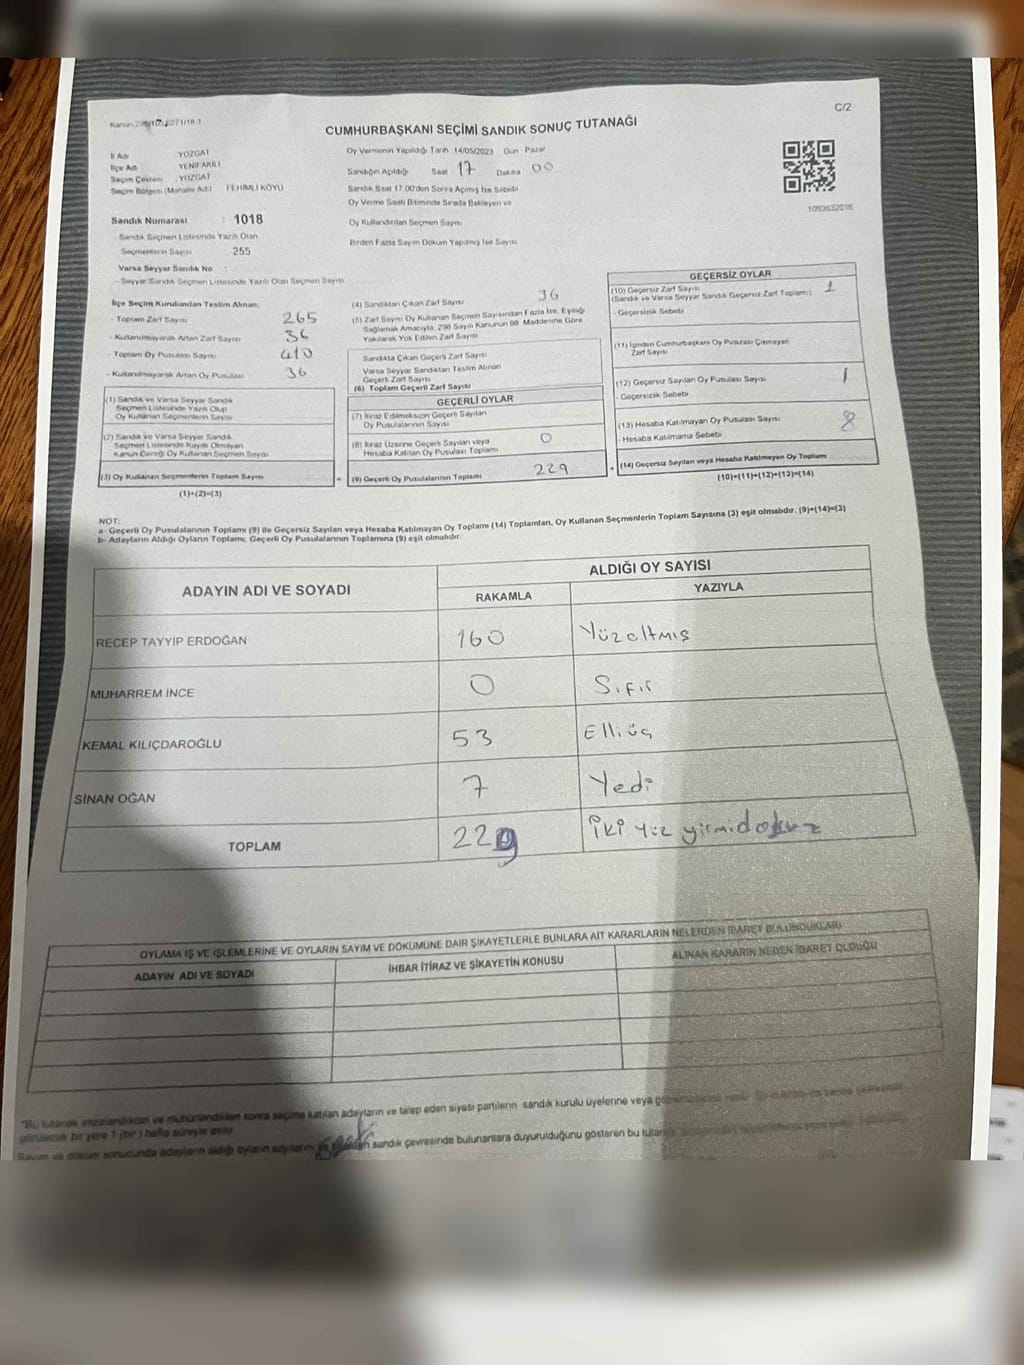 C/2
CUMHURBAŞKANI SEÇİMİ SANDIK SONUÇ TUTANAĞI
İl Adı : YOZGAT
İlçe Adı : YENİFAKILI
Seçim Çevresi : YOZGAT
Seçim Bölgesi (Mahalle Adı) : FEHİMLİ KÖYÜ
Oy Vermenin Yapıldığı Tarih 14/05/2023 Gün Pazar
Sandığın Açıldığı Saat 17 Dakika 00
Sandık Saat 17.00'den Sonra Açımış İse Sebebi
Oy Verme Saati Bitiminde Sırada Bekleyen ve
Oy Kullandırılan Seçmen Sayısı
Birden Fazla Sayım Döküm Yapılmış İse Sayısı
1093632016
Sandık Numarası : 1018
Sandık Seçmen Listesinde Yazılı Olan
Seçmenlerin Sayısı : 255
Varsa Seyyar Sandık No :
- Seyyar Sandık Seçmen Listesinde Yazılı Olan Seçmen Sayısı
İlçe Seçim Kurulundan Teslim Alınan;
- Toplam Zarf Sayısı 265
- Kullanılmayarak Artan Zarf Sayısı 36
- Toplam Oy Pusulası Sayısı 410
- Kullanılmayarak Artan Oy Pusulası 36
(1) Sandık ve Varsa Seyyar Sandık
Seçmen Listesinde Yazılı Olup
Oy Kullanan Seçmenlerin Sayısı
(2) Sandık ve Varsa Seyyar Sandık
Seçmen Listesinde Kayıtlı Olmayan
Kanun Gereği Oy Kullanan Seçmen Sayısı
(3) Oy Kullanan Seçmenlerin Toplam Sayısı
(1)+(2)=(3)
(4) Sandıktan Çıkan Zarf Sayısı 36
(5) Zarf Sayısı Oy Kullanan Seçmen Sayısından Fazla İse, Eşitliği
Sağlamak Amacıyla, 298 Sayılı Kanunun 98. Maddesine Göre
Yakılarak Yok Edilen Zarf Sayısı
Sandıkta Çıkan Geçerli Zarf Sayısı
Varsa Seyyar Sandıktan Teslim Alınan
Geçerli Zarf Sayısı
(6) Toplam Geçerli Zarf Sayısı
GEÇERLİ OYLAR
(7) İtiraz Edilmeksizin Geçerli Sayılan
Oy Pusulalarının Sayısı
(8) İtiraz Üzerine Geçerli Sayılan veya
Hesaba Katılan Oy Pusulası Toplamı 0
(9) Geçerli Oy Pusulalarının Toplamı 229
GEÇERSİZ OYLAR
(10) Geçersiz Zarf Sayısı
(Sandık ve Varsa Seyyar Sandık Geçersiz Zarf Toplamı) 1
- Geçersizlik Sebebi
(11) İçinden Cumhurbaşkanı Oy Pusulası Çıkmayan
Zarf Sayısı
(12) Geçersiz Sayılan Oy Pusulası Sayısı 1
- Geçersizlik Sebebi
(13) Hesaba Katılmayan Oy Pusulası Sayısı 8
- Hesaba Katılmama Sebebi
(14) Geçersiz Sayılan veya Hesaba Katılmayan Oy Toplamı
(10)+(11)+(12)+(13)=(14)
NOT:
a- Geçerli Oy Pusulalarının Toplamı (9) ile Geçersiz Sayılan veya Hesaba Katılmayan Oy Toplamı (14) Toplamları, Oy Kullanan Seçmenlerin Toplam Sayısına (3) eşit olmalıdır. (9)+(14)=(3)
b- Adayların Aldığı Oyların Toplamı, Geçerli Oy Pusulalarının Toplamına (9) eşit olmalıdır.
ADAYIN ADI VE SOYADI
ALDIĞI OY SAYISI
RAKAMLA YAZIYLA
RECEP TAYYİP ERDOĞAN 160 Yüzaltmış
MUHARREM İNCE 0 Sıfır
KEMAL KILIÇDAROĞLU 53 Elliüç
SİNAN OĞAN 7 Yedi
TOPLAM 229 iki yüz yirmidokuz
OYLAMA İŞ VE İŞLEMLERİNE VE OYLARIN SAYIM VE DÖKÜMÜNE DAİR ŞİKAYETLERLE BUNLARA AİT KARARLARIN NELERDEN İBARET BULUNDUKLARI
ADAYIN ADI VE SOYADI İHBAR İTİRAZ VE ŞİKAYETİN KONUSU ALINAN KARARIN NEDEN İBARET OLDUĞU
"Bu tutanak imzalandıktan ve mühürlendikten sonra seçime katılan adayların ve talep eden siyasi partilerin sandık kurulu üyelerine veya
görülecek bir yere 1 (bir) hafta süreyle asılır.
Sayım ve döküm sonucunda adayların aldığı oyların sayılarını sandık çevresinde bulunanlara duyurulduğunu gösteren bu